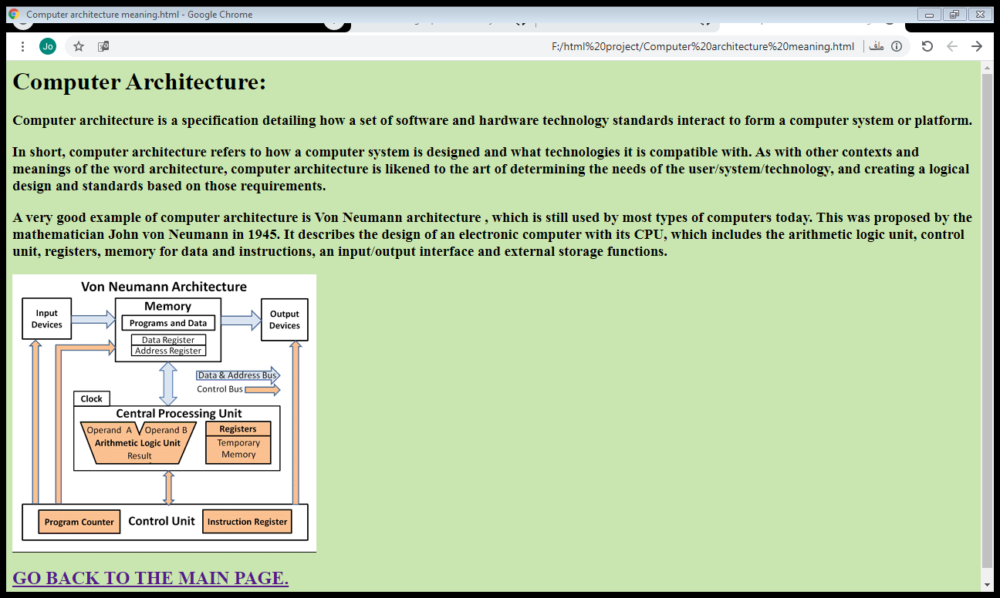 Computer architecture meaning.html - Google Chrome
Jo
F:/html%20project/Computer%20architecture%20meaning.html
ملف
Computer Architecture:
Computer architecture is a specification detailing how a set of software and hardware technology standards interact to form a computer system or platform.
In short, computer architecture refers to how a computer system is designed and what technologies it is compatible with. As with other contexts and
meanings of the word architecture, computer architecture is likened to the art of determining the needs of the user/system/technology, and creating a logical
design and standards based on those requirements.
A very good example of computer architecture is Von Neumann architecture , which is still used by most types of computers today. This was proposed by the
mathematician John von Neumann in 1945. It describes the design of an electronic computer with its CPU, which includes the arithmetic logic unit, control
unit, registers, memory for data and instructions, an input/output interface and external storage functions.
Von Neumann Architecture
Input
Devices
Memory
Programs and Data
Data Register
Address Register
Output
Devices
Data & Address Bus
Control Bus
Clock
Central Processing Unit
Operand A
Operand B
Arithmetic Logic Unit
Result
Registers
Temporary
Memory
Program Counter
Control Unit
Instruction Register
GO BACK TO THE MAIN PAGE.